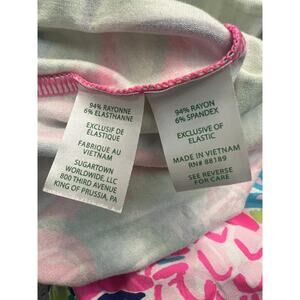 94% RAYONNE
6% ELASTHANNE
EXCLUSIF DE
ÉLASTIQUE
FABRIQUE AU
VIETNAM
SUGARTOWN
WORLDWIDE, LLC
800 THIRD AVENUE
KING OF PRUSSIA, PA
94% RAYON
6% SPANDEX
EXCLUSIVE OF
ELASTIC
MADE IN VIETNAM
RN# 88189
SEE REVERSE
FOR CARE